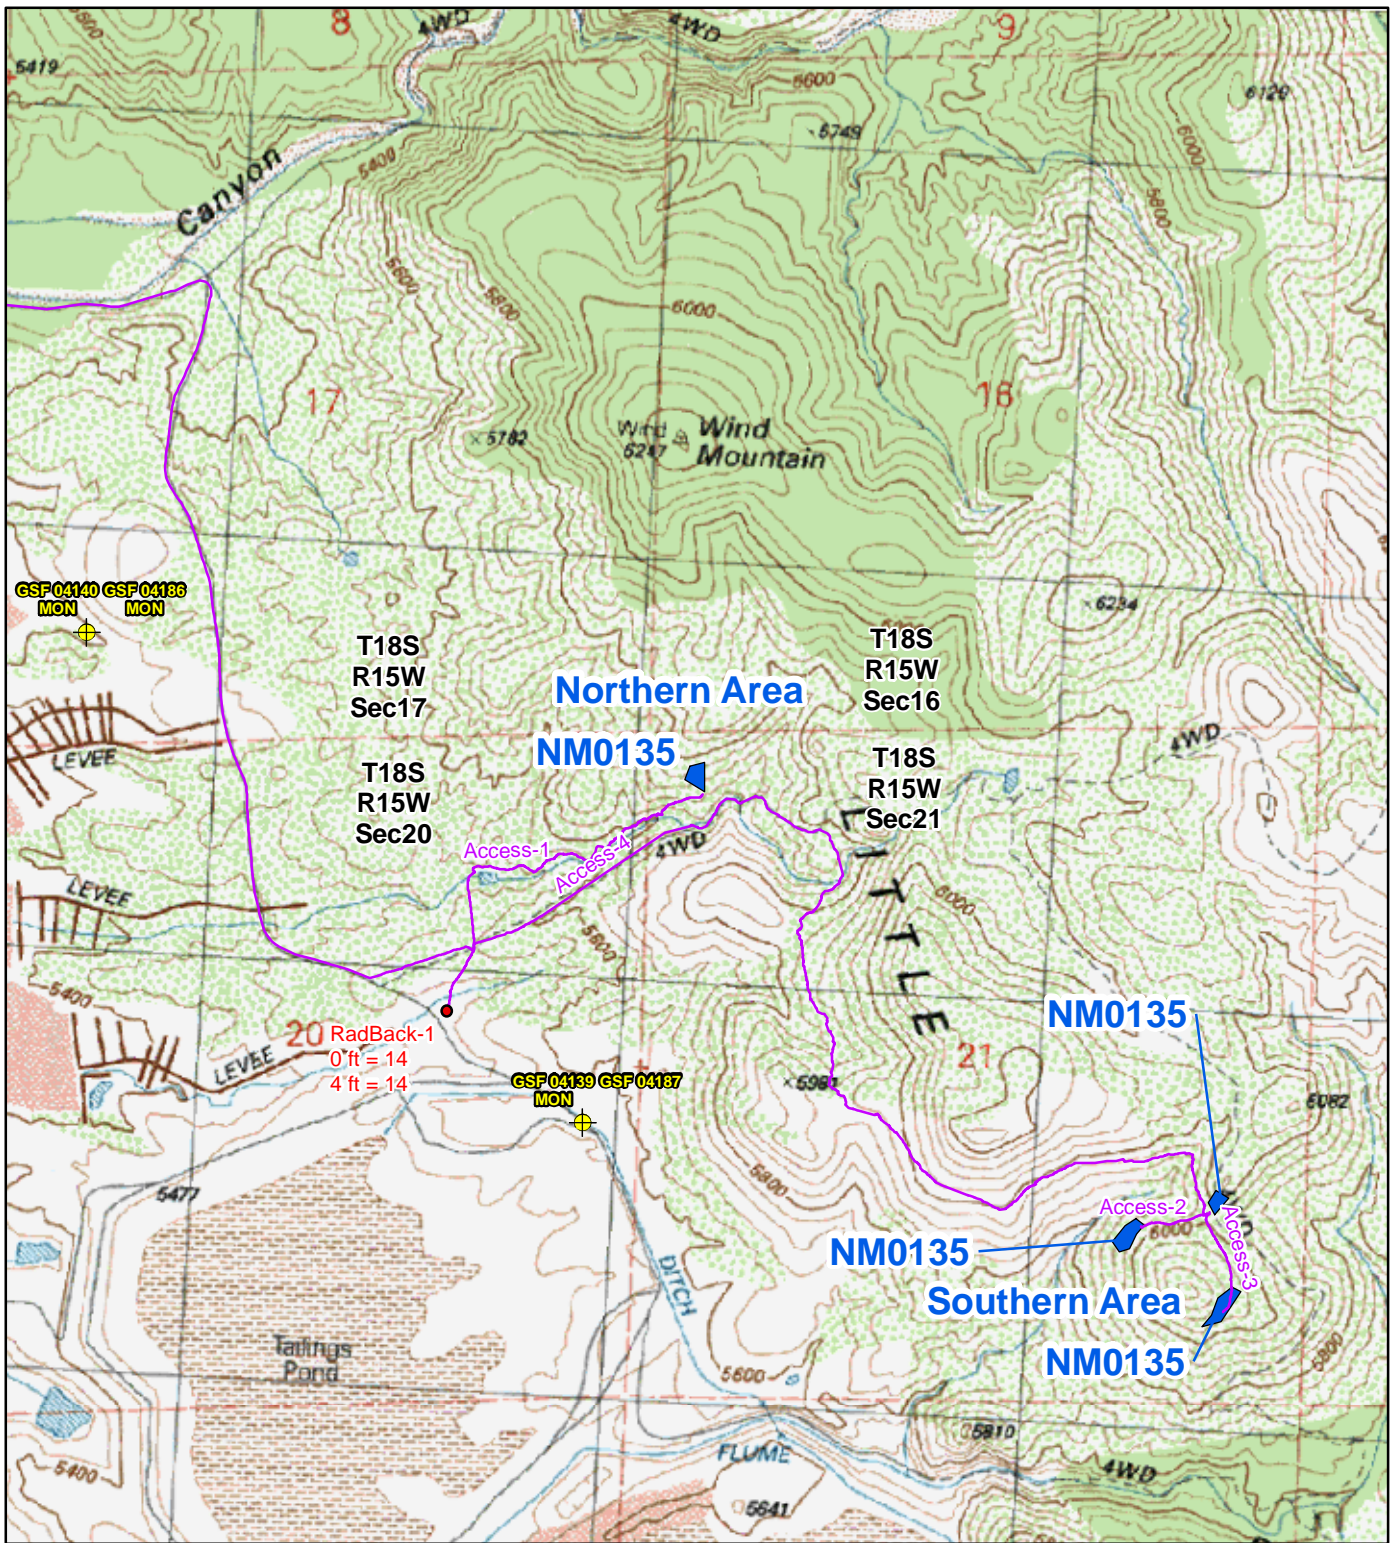 8
4WD
4WD
9
5419
5600
6129
5749
5400
6000
Canyon
5800
5600
5800
6000
17
16
×5782
Wind
6247
Wind
Mountain
GSF 04140 GSF 04186
MON MON
×6234
T18S
R15W
Sec17
T18S
R15W
Sec16
Northern Area
NM0135
LEVEE
4WD
T18S
R15W
Sec20
T18S
R15W
Sec21
Access-1
Access-4
4WD
LITTLE
LEVEE
6000
5600
5400
20
RadBack-1
0 ft = 14
4 ft = 14
LEVEE
NM0135
21
GSF 04139 GSF 04187
MON
×5981
6082
5477
5800
Access-2
Access-3
6000
NM0135
DITCH
Southern Area
NM0135
5800
Tailings
Pond
5600
5810
FLUME
4WD
5400
5641